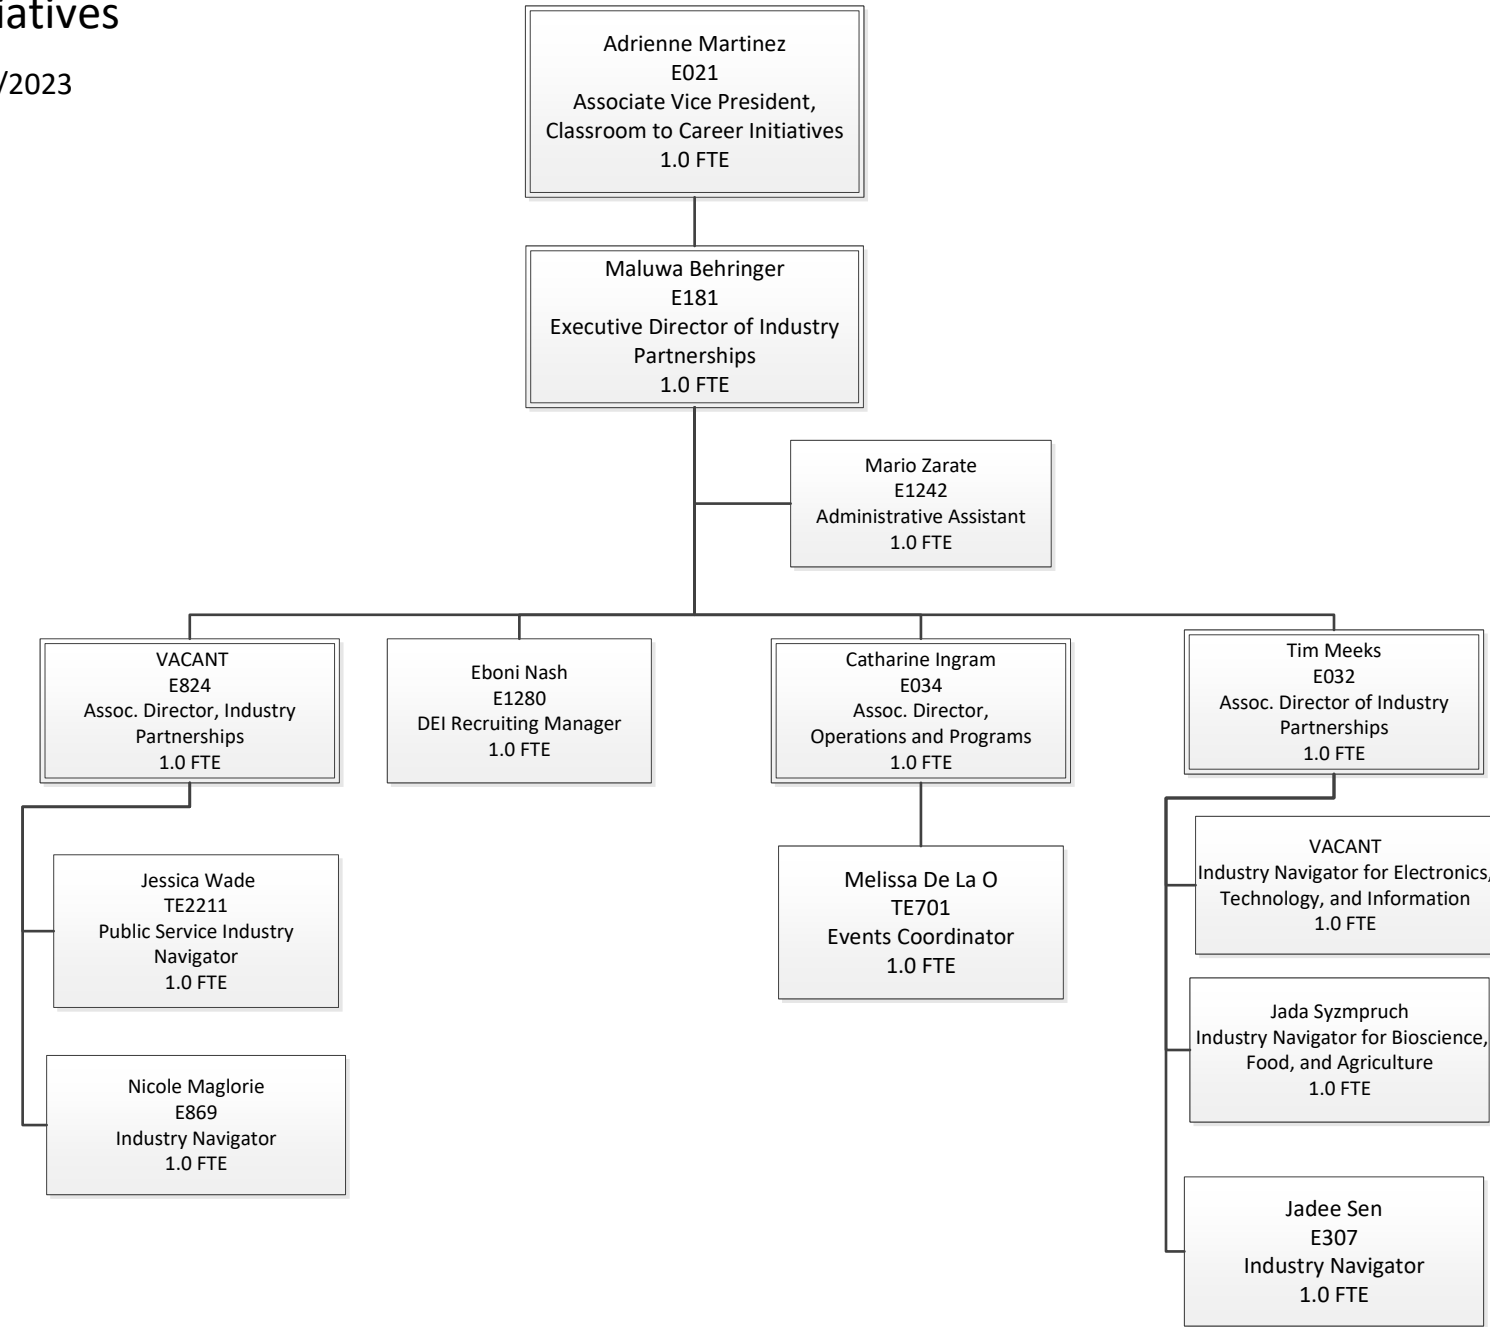 iatives
/2023
Adrienne Martinez
E021
Associate Vice President,
Classroom to Career Initiatives
1.0 FTE
Maluwa Behringer
E181
Executive Director of Industry
Partnerships
1.0 FTE
Mario Zarate
E1242
Administrative Assistant
1.0 FTE
VACANT
E824
Assoc. Director, Industry
Partnerships
1.0 FTE
Eboni Nash
E1280
DEI Recruiting Manager
1.0 FTE
Catharine Ingram
E034
Assoc. Director,
Operations and Programs
1.0 FTE
Tim Meeks
E032
Assoc. Director of Industry
Partnerships
1.0 FTE
Jessica Wade
TE2211
Public Service Industry
Navigator
1.0 FTE
Nicole Maglorie
E869
Industry Navigator
1.0 FTE
Melissa De La O
TE701
Events Coordinator
1.0 FTE
VACANT
Industry Navigator for Electronics,
Technology, and Information
1.0 FTE
Jada Syzmpruch
Industry Navigator for Bioscience,
Food, and Agriculture
1.0 FTE
Jadee Sen
E307
Industry Navigator
1.0 FTE